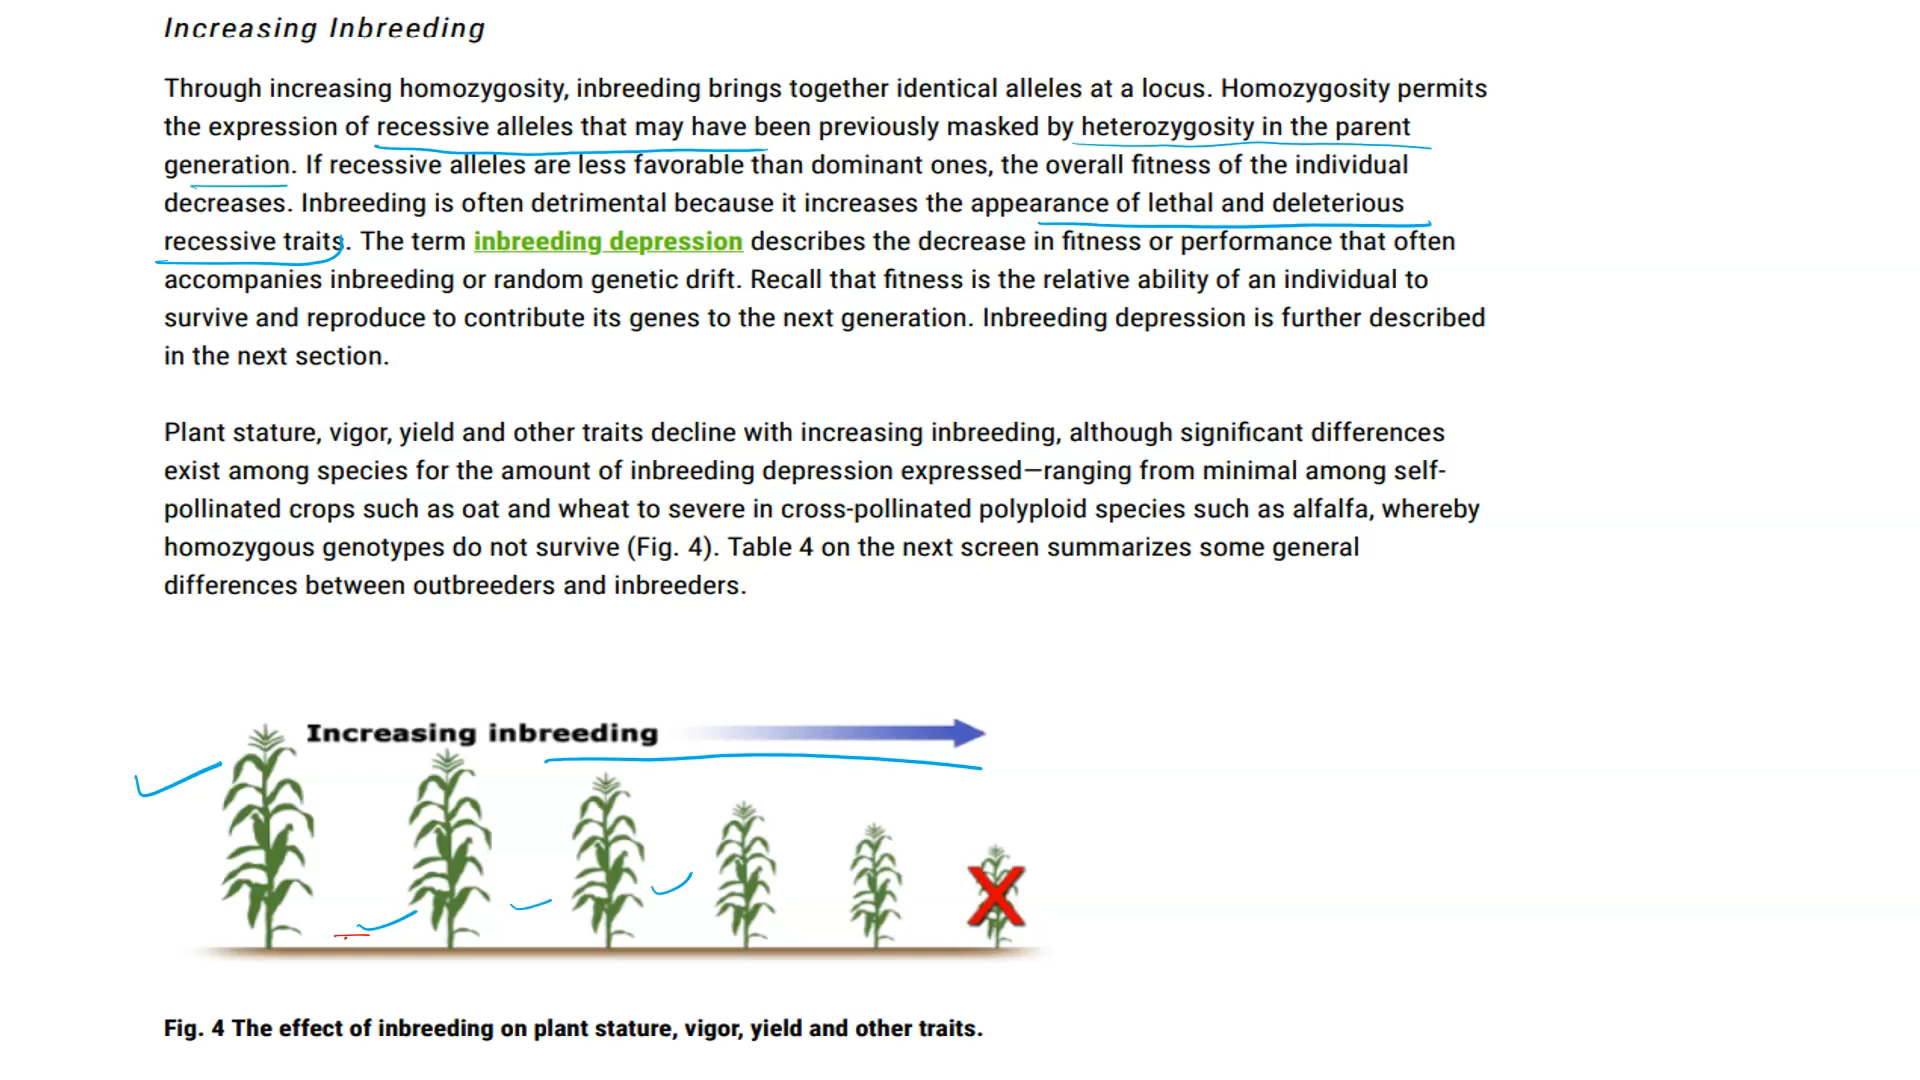 Increasing Inbreeding
Through increasing homozygosity, inbreeding brings together identical alleles at a locus. Homozygosity permits
the expression of recessive alleles that may have been previously masked by heterozygosity in the parent
generation. If recessive alleles are less favorable than dominant ones, the overall fitness of the individual
decreases. Inbreeding is often detrimental because it increases the appearance of lethal and deleterious
recessive traits. The term inbreeding depression describes the decrease in fitness or performance that often
accompanies inbreeding or random genetic drift. Recall that fitness is the relative ability of an individual to
survive and reproduce to contribute its genes to the next generation. Inbreeding depression is further described
in the next section.
Plant stature, vigor, yield and other traits decline with increasing inbreeding, although significant differences
exist among species for the amount of inbreeding depression expressed—ranging from minimal among self-
pollinated crops such as oat and wheat to severe in cross-pollinated polyploid species such as alfalfa, whereby
homozygous genotypes do not survive (Fig. 4). Table 4 on the next screen summarizes some general
differences between outbreeders and inbreeders.
Increasing inbreeding
Fig. 4 The effect of inbreeding on plant stature, vigor, yield and other traits.